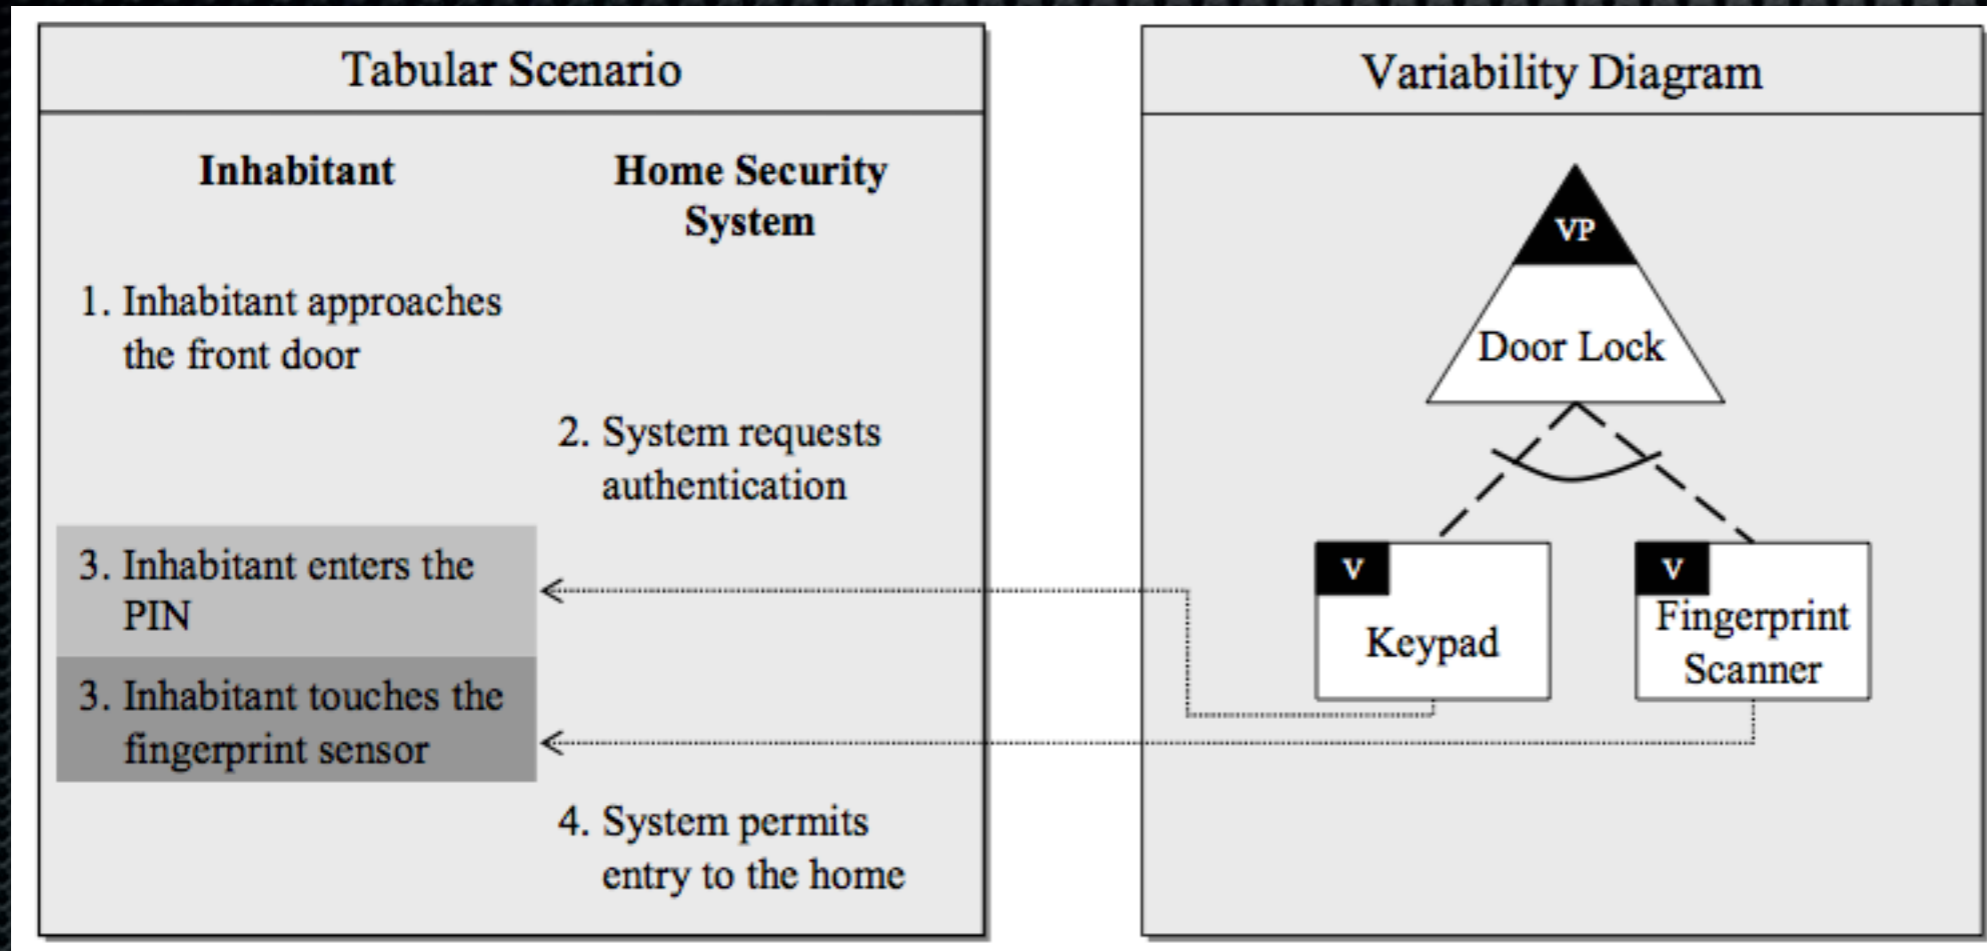 Tabular Scenario
Inhabitant
Home Security
System
1. Inhabitant approaches
the front door
2. System requests
authentication
3. Inhabitant enters the
PIN
3. Inhabitant touches the
fingerprint sensor
4. System permits
entry to the home
Variability Diagram
VP
Door Lock
V
Keypad
V
Fingerprint
Scanner